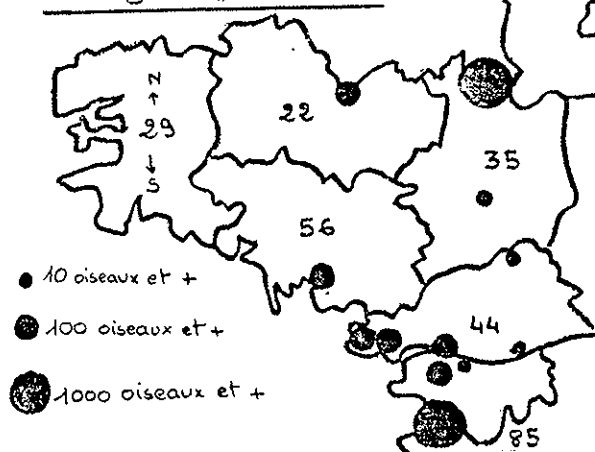 N
29
S
22
35
56
44
85
10 oiseaux et +
100 oiseaux et +
1000 oiseaux et +